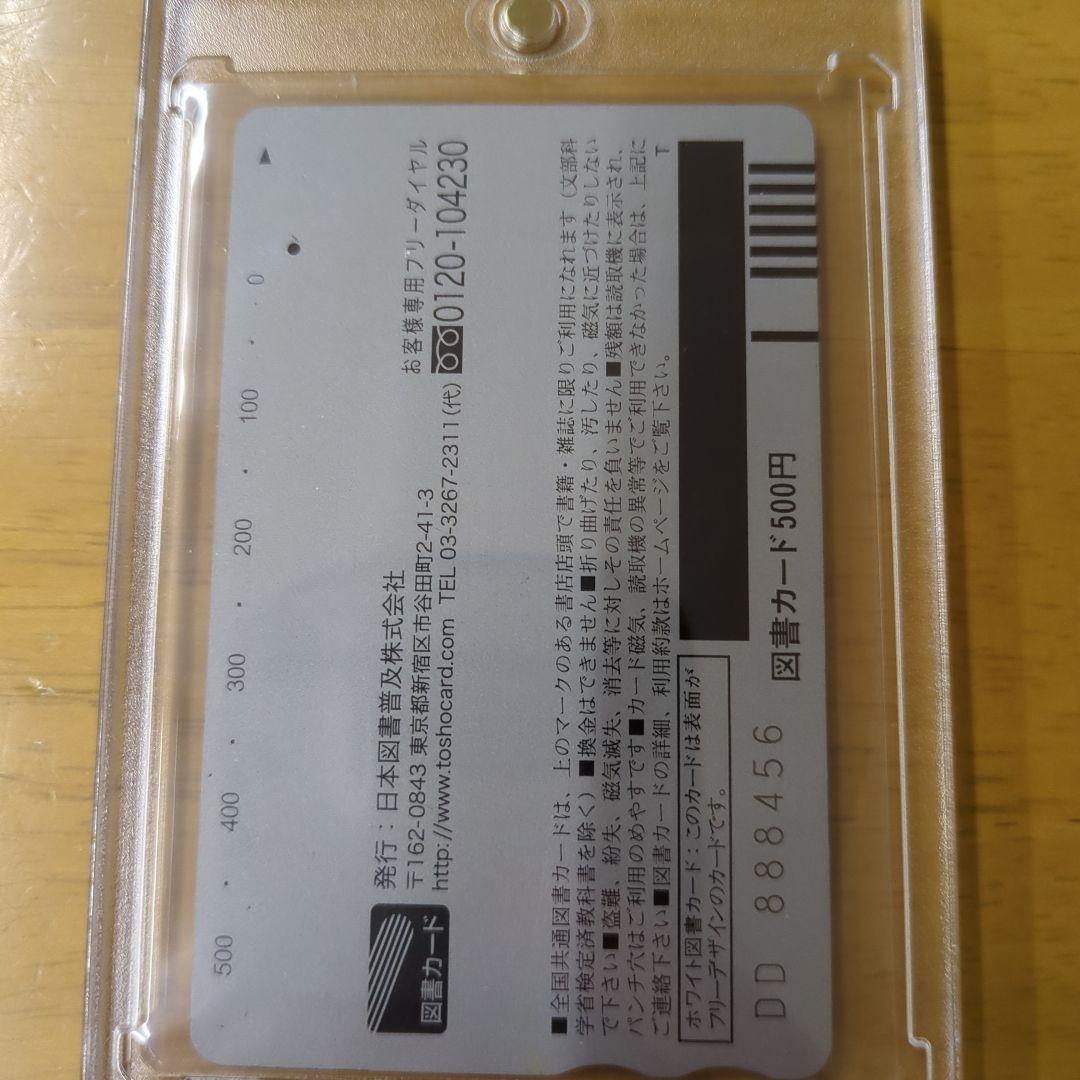 500 ・ 400 ・ 300 ・ 200 ・ 100 ・ 0
図書カード
発行：日本図書普及株式会社
〒162-0843 東京都新宿区市谷田町2-41-3
http://www.toshocard.com TEL 03-3267-2311(代)
お客様専用フリーダイヤル
0120-104230
■全国共通図書カードは、上のマークのある書店店頭で書籍・雑誌に限りご利用になれます（文部科
学省検定済教科書を除く）■換金はできません■折り曲げたり、汚したり、磁気に近づけたりしない
で下さい■盗難、紛失、磁気滅失、消去等に対しその責任を負いません■残額は読取機に表示され、
パンチ穴はご利用のめやすです■カード磁気、読取機の異常等でご利用できなかった場合は、上記に
ご連絡下さい■図書カードの詳細、利用約款はホームページをご覧下さい。
T
ホワイト図書カード：このカードは表面が
フリーデザインのカードです。
DD 888456
図書カード500円